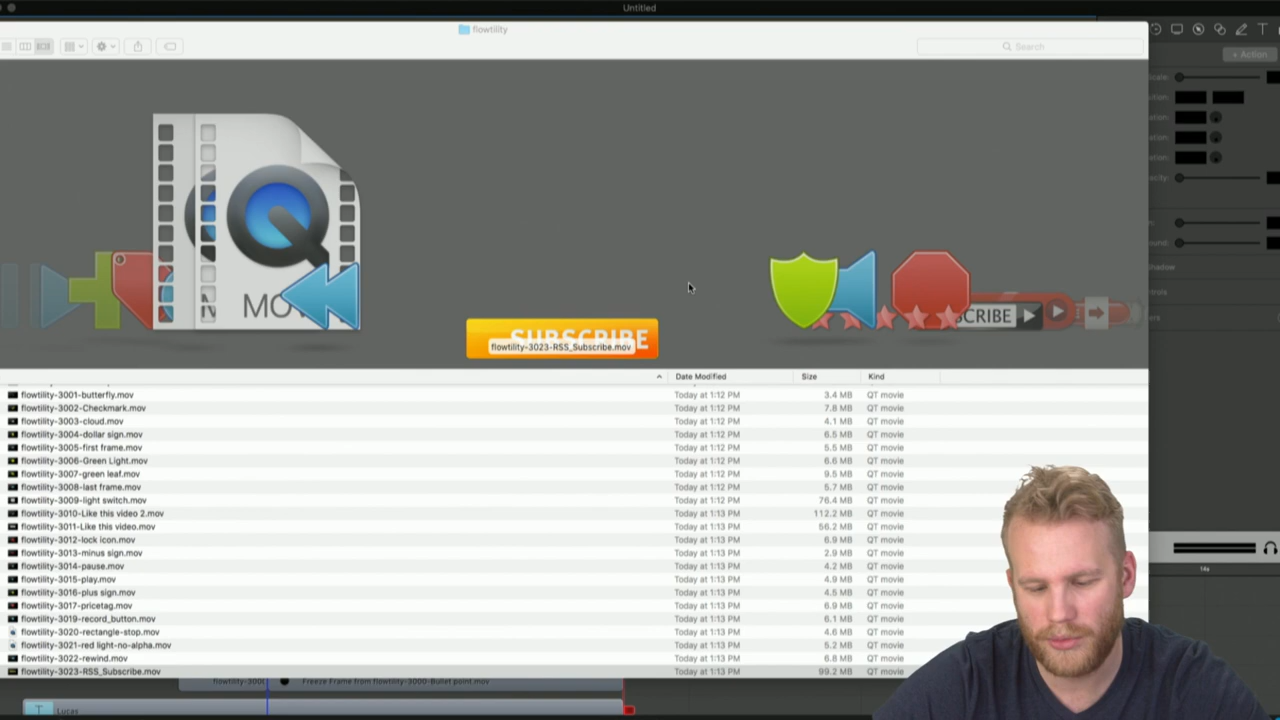 Untitled
flowtility
Search
+ Action
MO
SUBSCRIBE
flowtility-3023-RSS_Subscribe.mov
SCRIBE
Shadow
Date Modified Size Kind
flowtility-3001-butterfly.mov Today at 1:12 PM 3.4 MB QT movie
flowtility-3002-Checkmark.mov Today at 1:12 PM 7.8 MB QT movie
flowtility-3003-cloud.mov Today at 1:12 PM 4.1 MB QT movie
flowtility-3004-dollar sign.mov Today at 1:12 PM 6.5 MB QT movie
flowtility-3005-first frame.mov Today at 1:12 PM 5.5 MB QT movie
flowtility-3006-Green Light.mov Today at 1:12 PM 6.6 MB QT movie
flowtility-3007-green leaf.mov Today at 1:12 PM 9.5 MB QT movie
flowtility-3008-last frame.mov Today at 1:12 PM 5.7 MB QT movie
flowtility-3009-light switch.mov Today at 1:12 PM 76.4 MB QT movie
flowtility-3010-Like this video 2.mov Today at 1:13 PM 112.2 MB QT movie
flowtility-3011-Like this video.mov Today at 1:13 PM 56.2 MB QT movie
flowtility-3012-lock icon.mov Today at 1:13 PM 6.9 MB QT movie
flowtility-3013-minus sign.mov Today at 1:13 PM 2.9 MB QT movie
flowtility-3014-pause.mov Today at 1:13 PM 4.2 MB QT movie
flowtility-3015-play.mov Today at 1:13 PM 4.9 MB QT movie
flowtility-3016-plus sign.mov Today at 1:13 PM 4.5 MB QT movie
flowtility-3017-pricetag.mov Today at 1:13 PM 6.9 MB QT movie
flowtility-3019-record_button.mov Today at 1:13 PM 6.1 MB QT movie
flowtility-3020-rectangle-stop.mov Today at 1:13 PM 4.6 MB QT movie
flowtility-3021-red light-no-alpha.mov Today at 1:13 PM 5.2 MB QT movie
flowtility-3022-rewind.mov Today at 1:13 PM 6.8 MB QT movie
flowtility-3023-RSS_Subscribe.mov Today at 1:13 PM 99.2 MB QT movie
flowtility-300 Freeze Frame from flowtility-3000-Bullet point.mov
T Lucas
14s